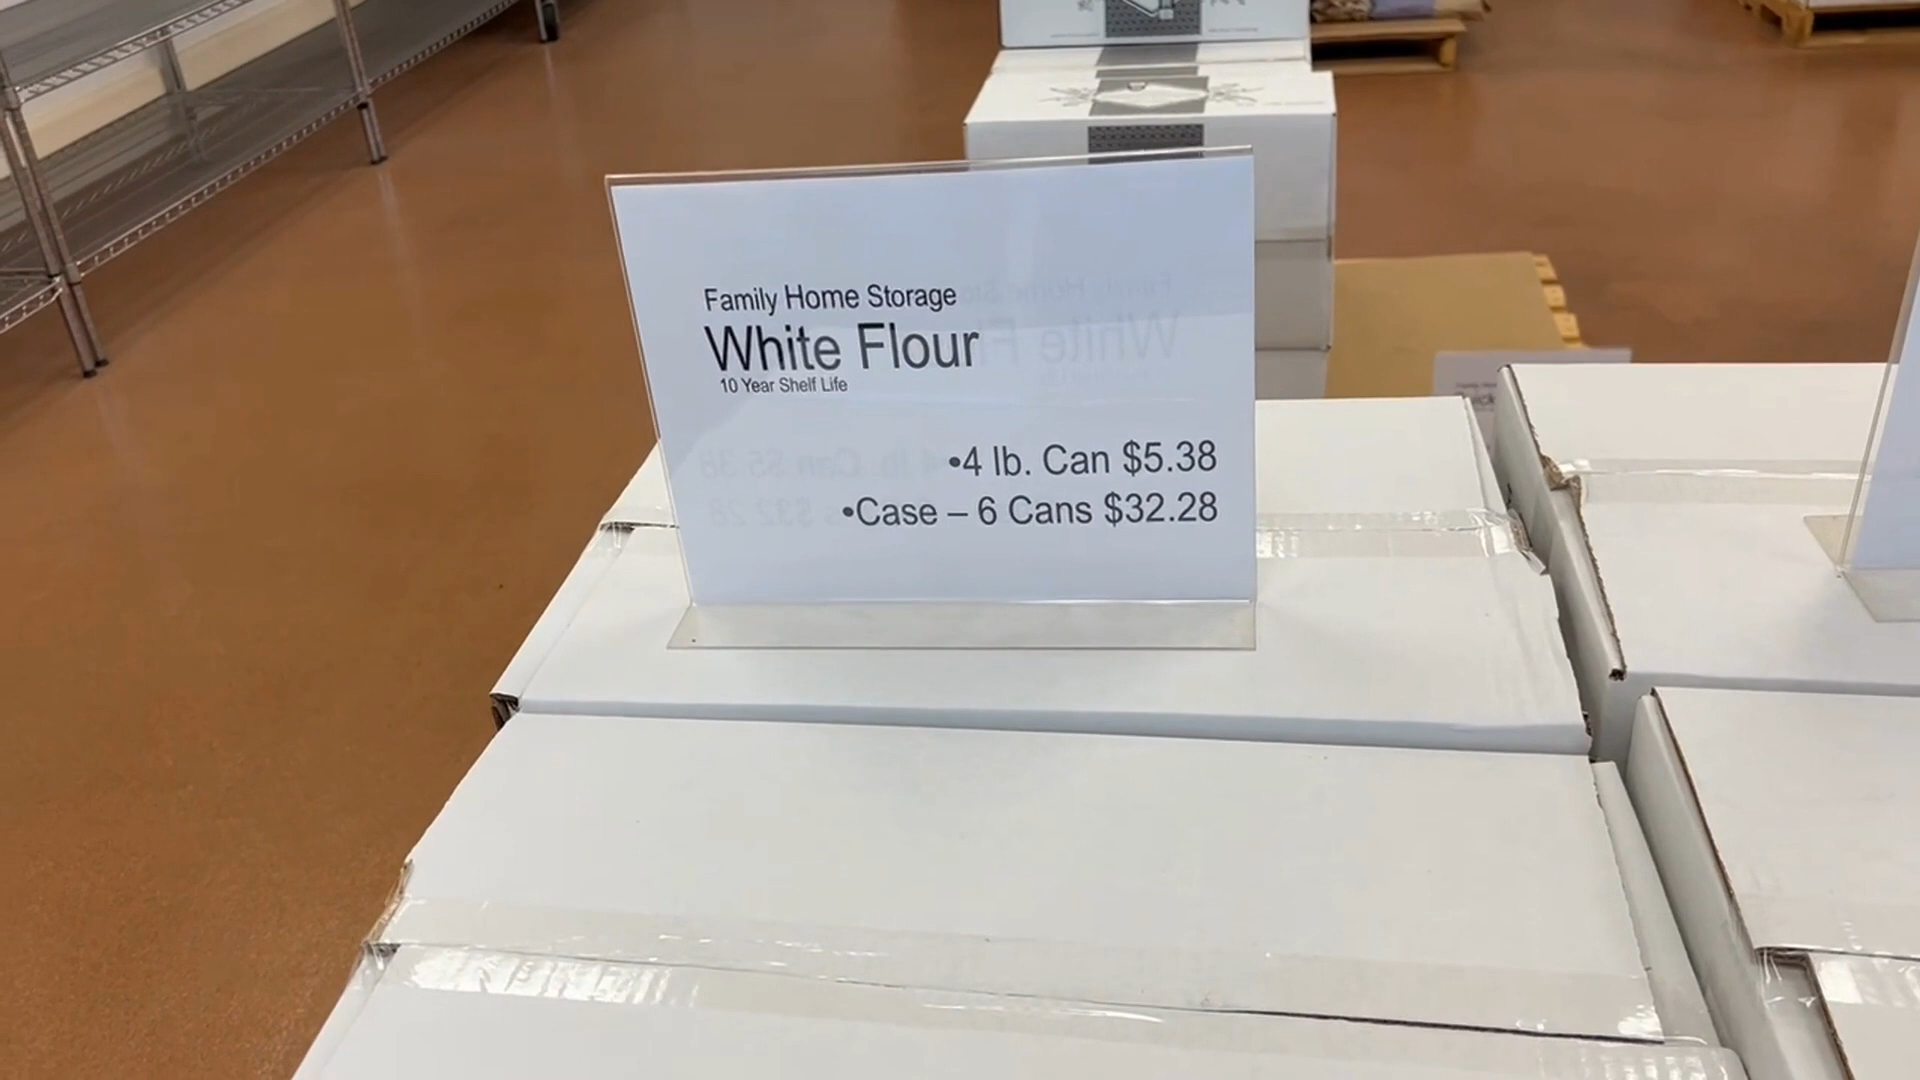 Family Home Storage
White Flour
10 Year Shelf Life
•4 lb. Can $5.38
•Case – 6 Cans $32.28